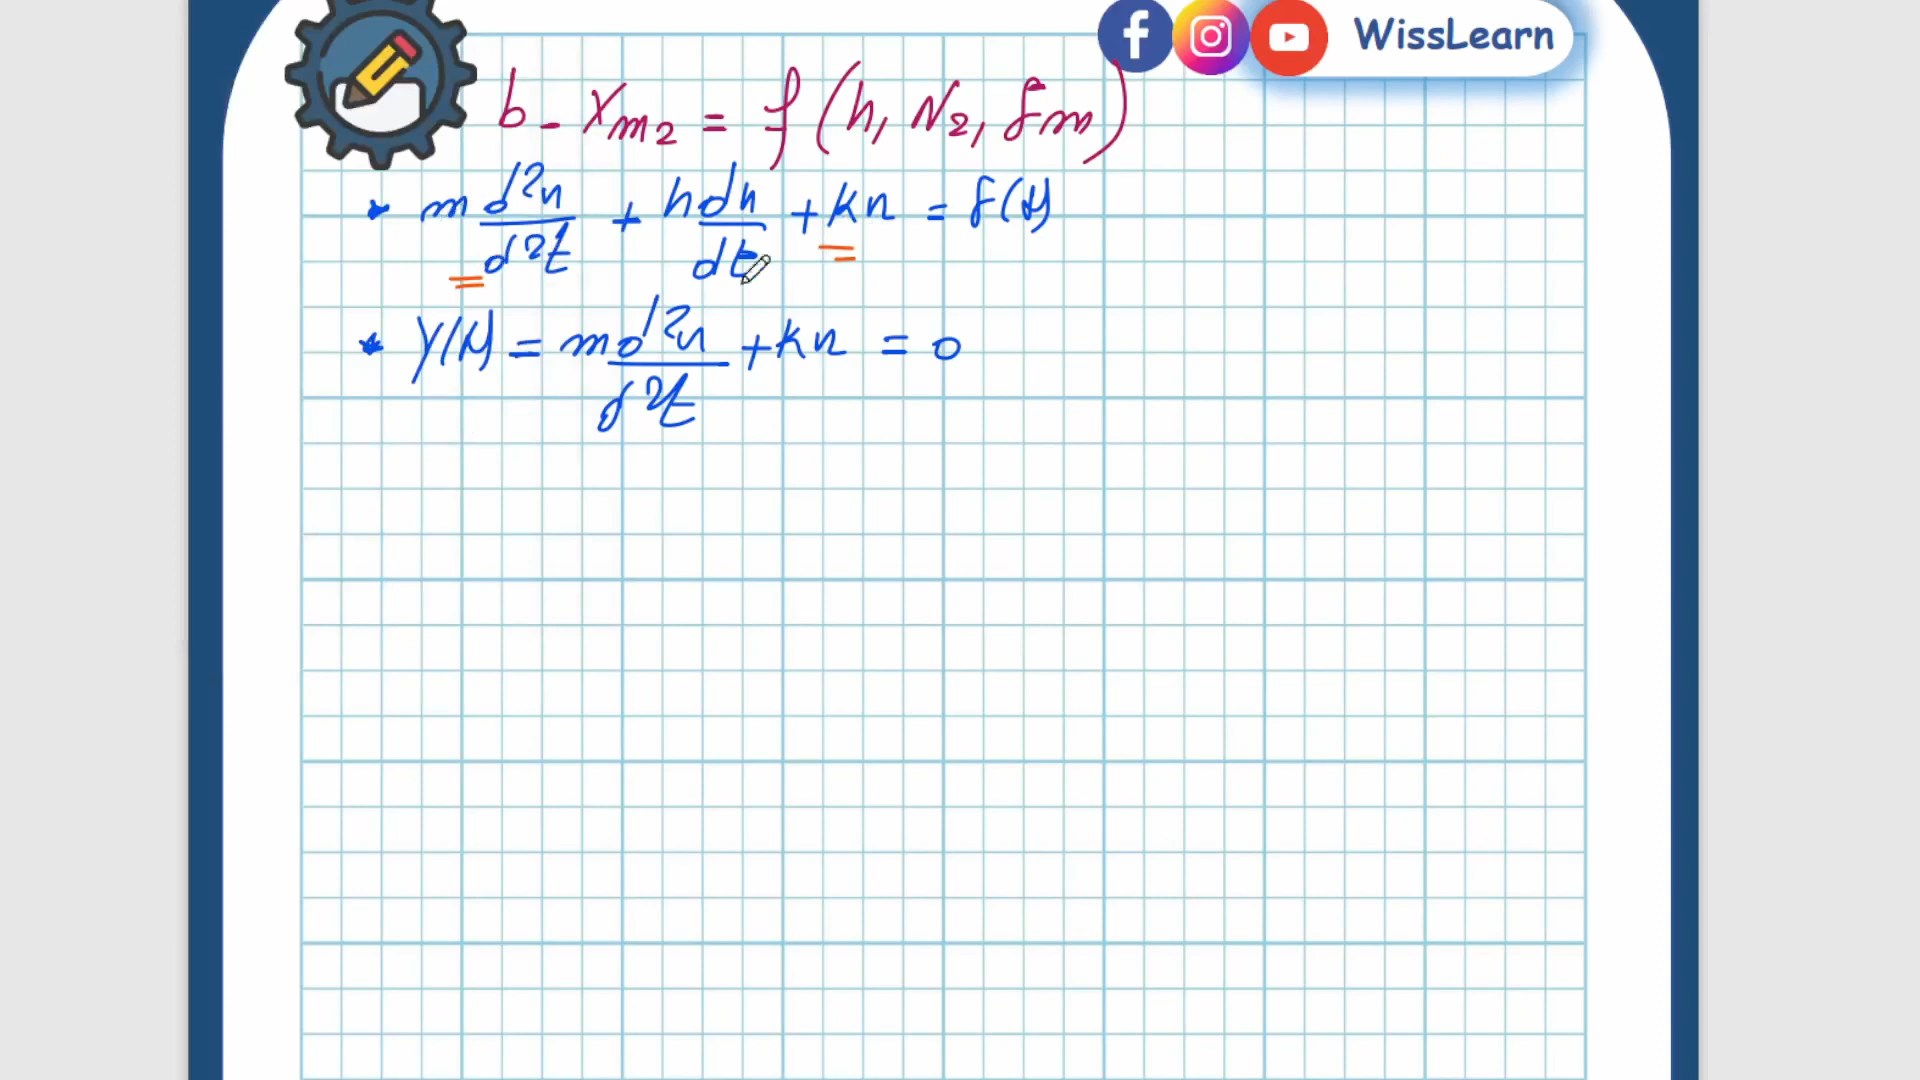 WissLearn
b - Xm₂ = f(h, N₂, Fm)
• m d²x/d²t + h dx/dt + kx = F(t)
• y(t) = m d²x/d²t + kx = 0